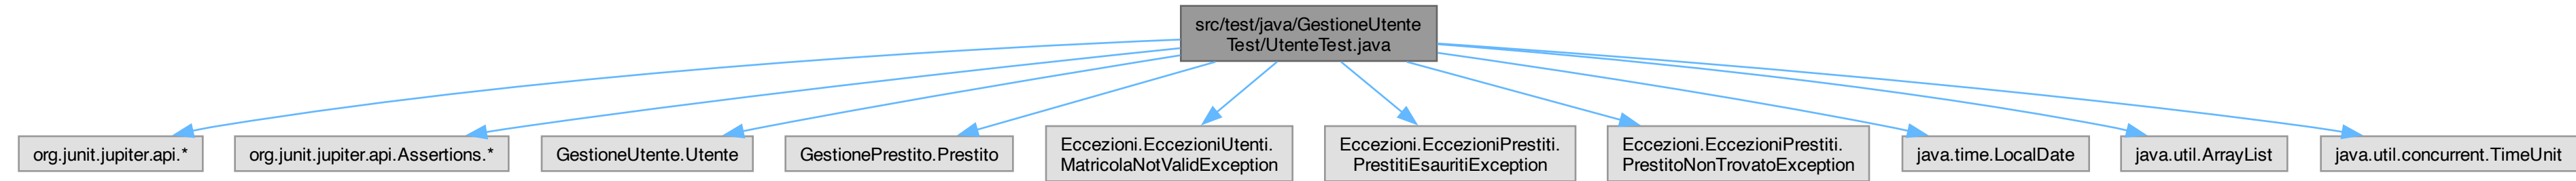 src/test/java/GestioneUtente
Test/UtenteTest.java
org.junit.jupiter.api.*
org.junit.jupiter.api.Assertions.*
GestioneUtente.Utente
GestionePrestito.Prestito
Eccezioni.EccezioniUtenti.
MatricolaNotValidException
Eccezioni.EccezioniPrestiti.
PrestitiEsauritiException
Eccezioni.EccezioniPrestiti.
PrestitoNonTrovatoException
java.time.LocalDate
java.util.ArrayList
java.util.concurrent.TimeUnit